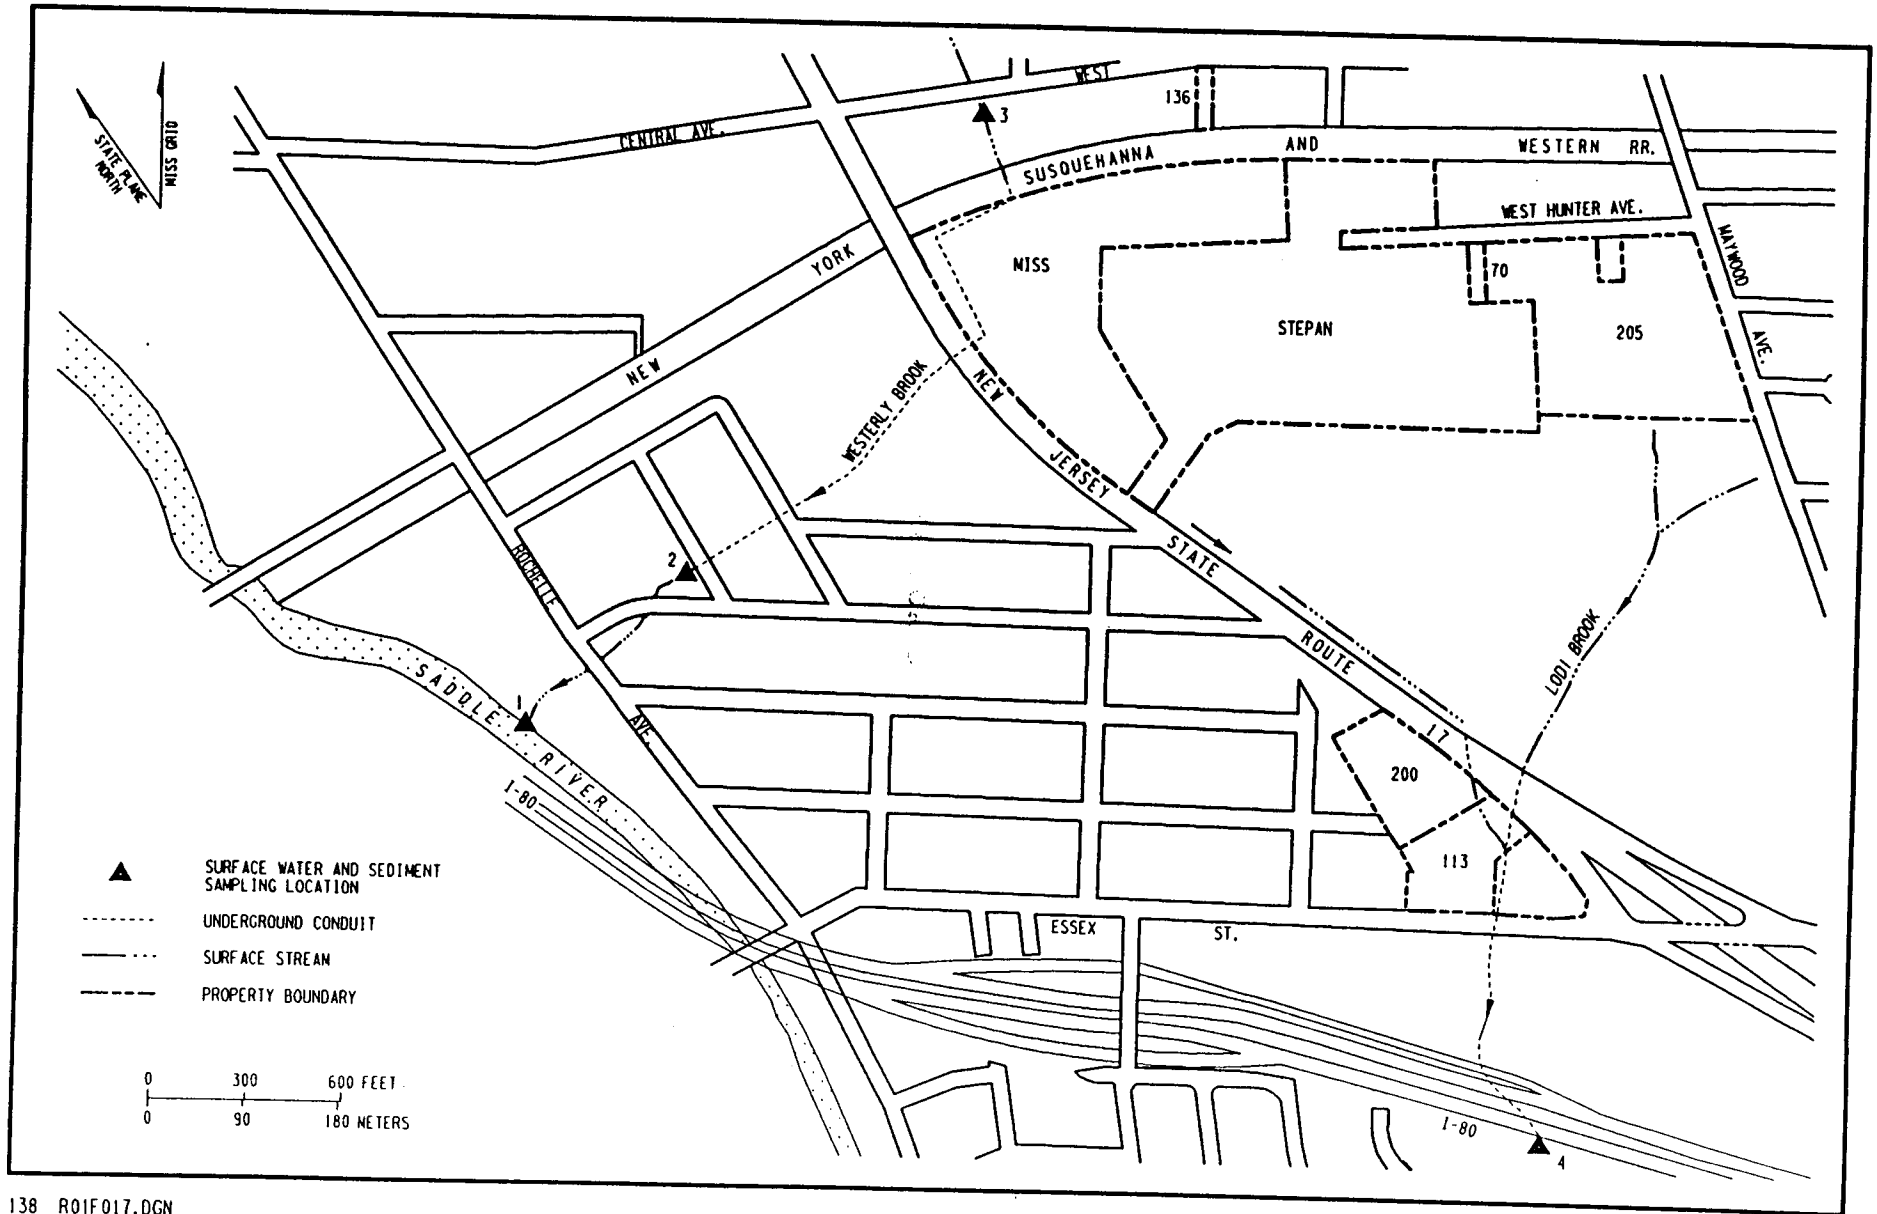 WEST
136
3
CENTRAL AVE.
STATE PLANE
NORTH
MISS GRID
SUSQUEHANNA
AND
WESTERN RR.
WEST HUNTER AVE.
MAYWOOD
AVE.
YORK
NEW
MISS
70
STEPAN
205
NEW
JERSEY
STATE
ROUTE
17
WESTERLY BROOK
2
ROCHELLE
AVE.
LODI BROOK
SADDLE
RIVER
1
I-80
200
113
ESSEX
ST.
SURFACE WATER AND SEDIMENT
SAMPLING LOCATION
UNDERGROUND CONDUIT
SURFACE STREAM
PROPERTY BOUNDARY
0 300 600 FEET
0 90 180 METERS
I-80
4
138 R01F017.DGN